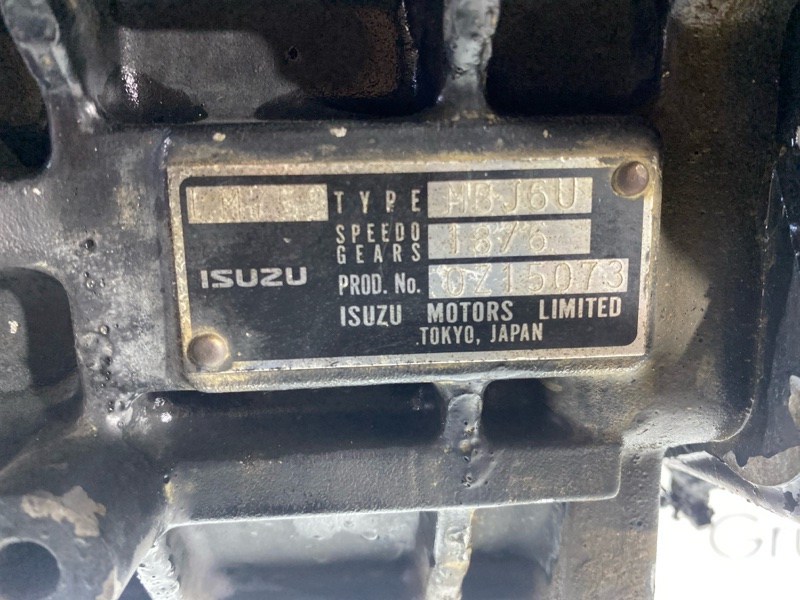 TYPE MBJ6U
SPEEDO GEARS 18/6
ISUZU PROD. No. 0Z15073
ISUZU MOTORS LIMITED
TOKYO, JAPAN